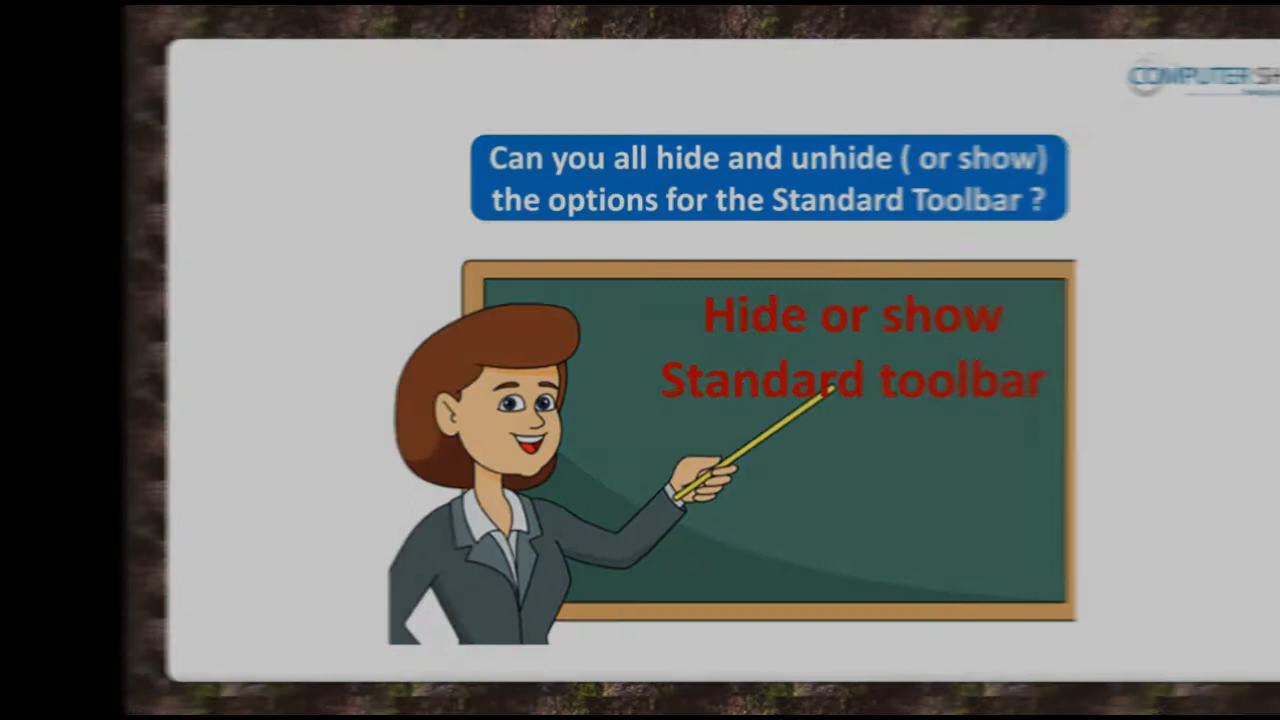 COMPUTER
Can you all hide and unhide ( or show)
the options for the Standard Toolbar ?
Hide or show
Standard toolbar